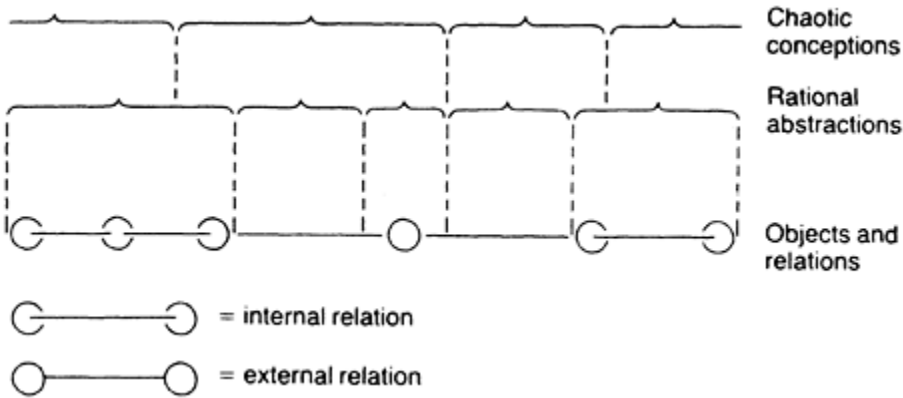 Chaotic
conceptions
Rational
abstractions
Objects and
relations
= internal relation
= external relation